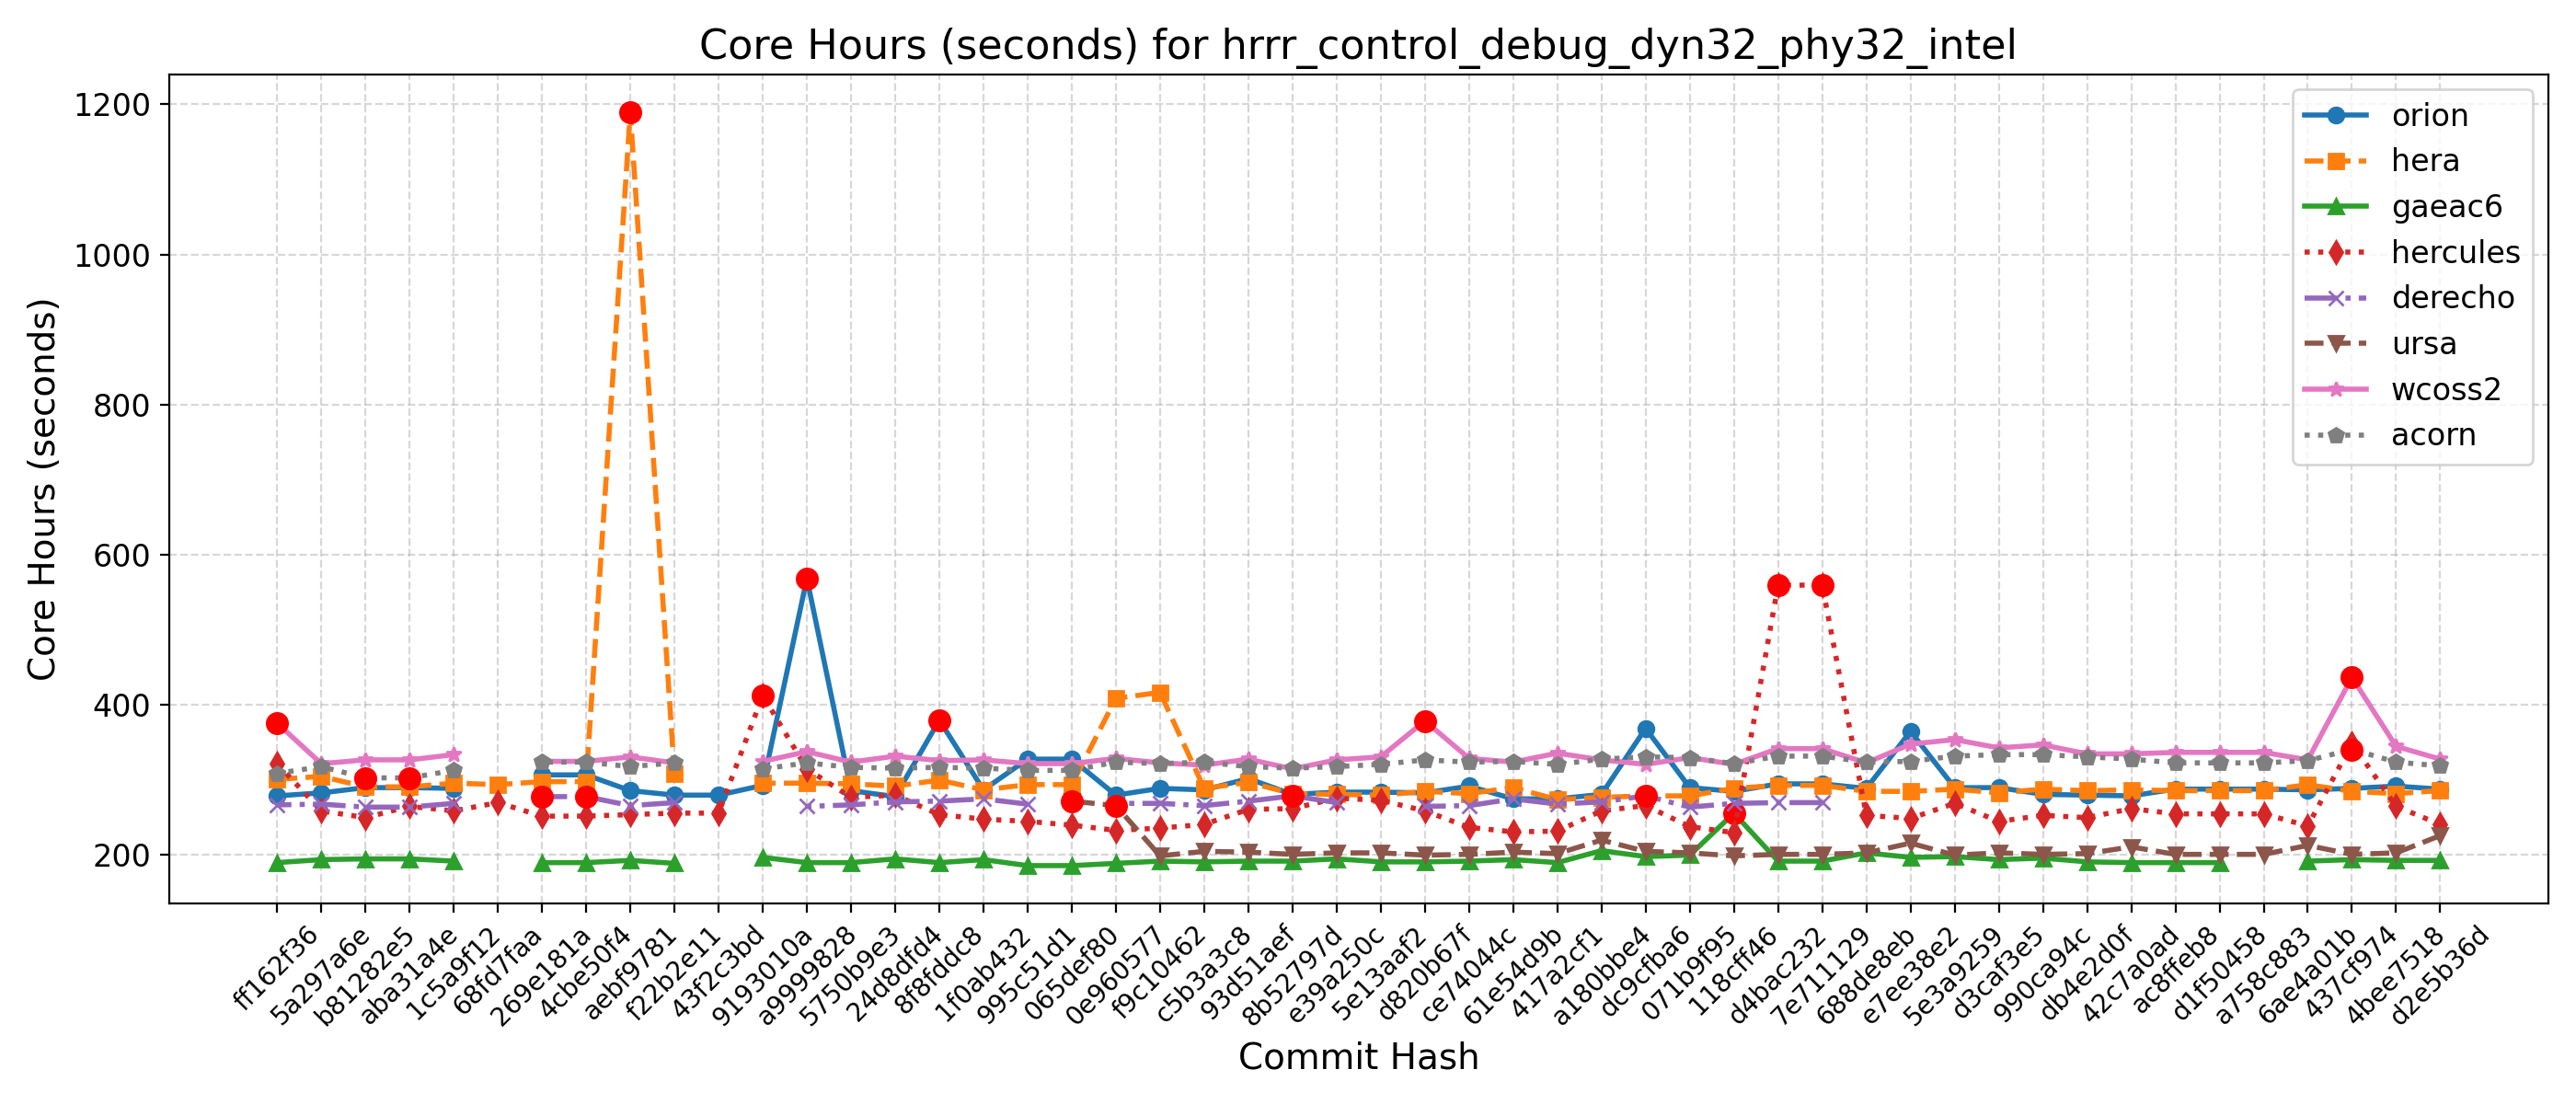 Core Hours (seconds) for hrrr_control_debug_dyn32_phy32_intel
Core Hours (seconds)
1200
1000
800
600
400
200
orion
hera
gaeac6
hercules
derecho
ursa
wcoss2
acorn
ff162f36
5a297a6e
b81282e5
aba31a4e
1c5a9f12
68fd7faa
269e181a
4cbe50f4
aebf9781
f22b2e11
43f2c3bd
9193010a
a9999828
5750b9e3
24d8dfd4
8f8fddc8
1f0ab432
995c51d1
065def80
0e960577
f9c10462
c5b3a3c8
93d51aef
8b52797d
e39a250c
5e13aaf2
d820b67f
ce74044c
61e54d9b
417a2cf1
a180bbe4
dc9cfba6
071b9f95
118cff46
d4bac232
7e711129
688de8eb
e7ee38e2
5e3a9259
d3caf3e5
990ca94c
db4e2d0f
42c7a0ad
ac8ffeb8
d1f50458
a758c883
6ae4a01b
437cf974
4bee7518
d2e5b36d
Commit Hash